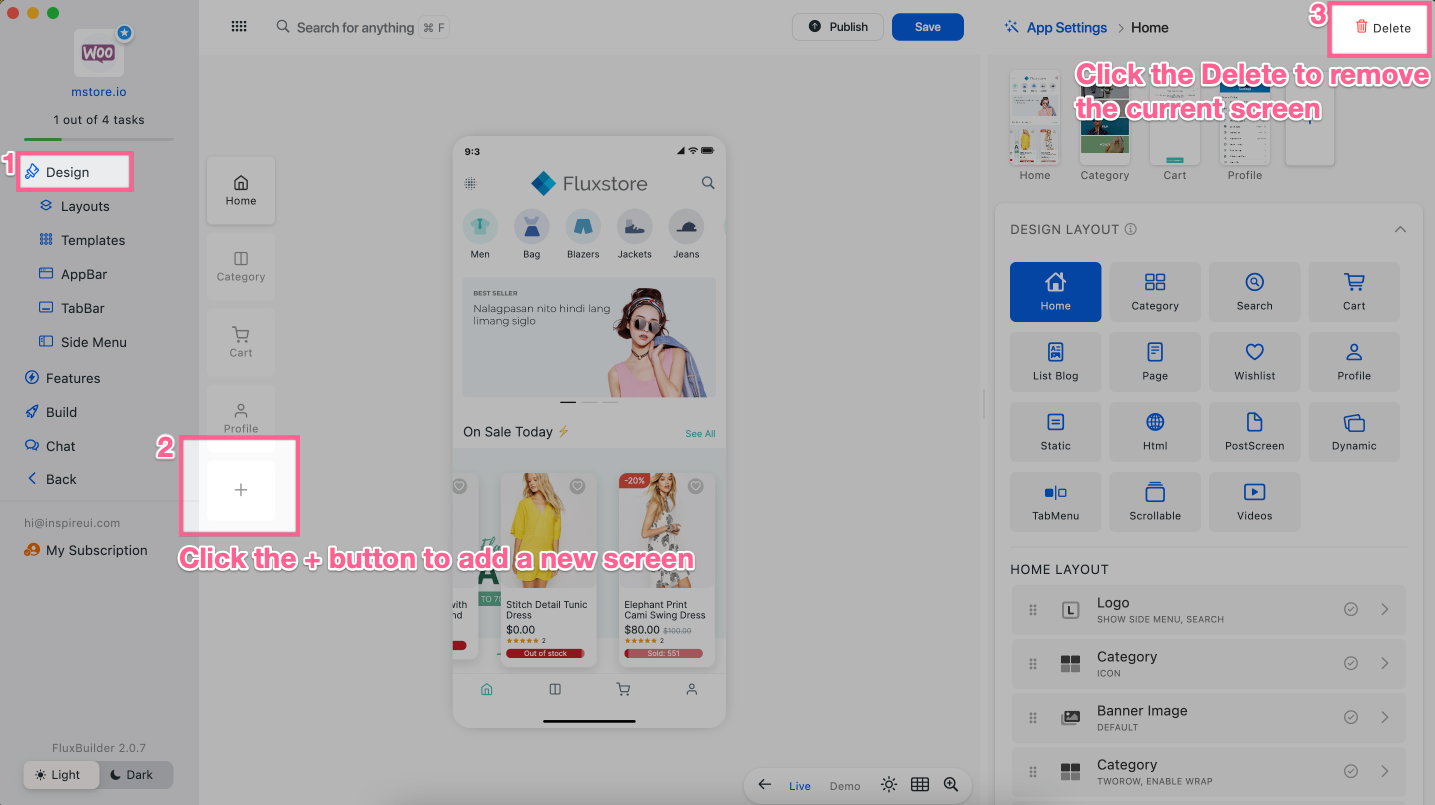 WOO
mstore.io
1 out of 4 tasks
1
Design
Layouts
Templates
AppBar
TabBar
Side Menu
Features
Build
Chat
Back
hi@inspireui.com
My Subscription
FluxBuilder 2.0.7
Light
Dark
Search for anything ⌘ F
Publish
Save
Home
Category
Cart
Profile
2
+
Click the + button to add a new screen
9:3
Fluxstore
Men
Bag
Blazers
Jackets
Jeans
BEST SELLER
Nalagpasan nito hindi lang
limang siglo
On Sale Today ⚡
See All
-20%
A
TO 70
with
nd
Stitch Detail Tunic
Dress
$0.00
★★★★★ 2
Out of stock
Elephant Print
Cami Swing Dress
$80.00 $100.00
★★★★★ 2
Sold: 551
Live
Demo
App Settings > Home
3
Delete
Click the Delete to remove
the current screen
Fluxstore
Home
Category
Cart
Profile
DESIGN LAYOUT
Home
Category
Search
Cart
List Blog
Page
Wishlist
Profile
Static
Html
PostScreen
Dynamic
TabMenu
Scrollable
Videos
HOME LAYOUT
L
Logo
SHOW SIDE MENU, SEARCH
Category
ICON
Banner Image
DEFAULT
Category
TWOROW, ENABLE WRAP